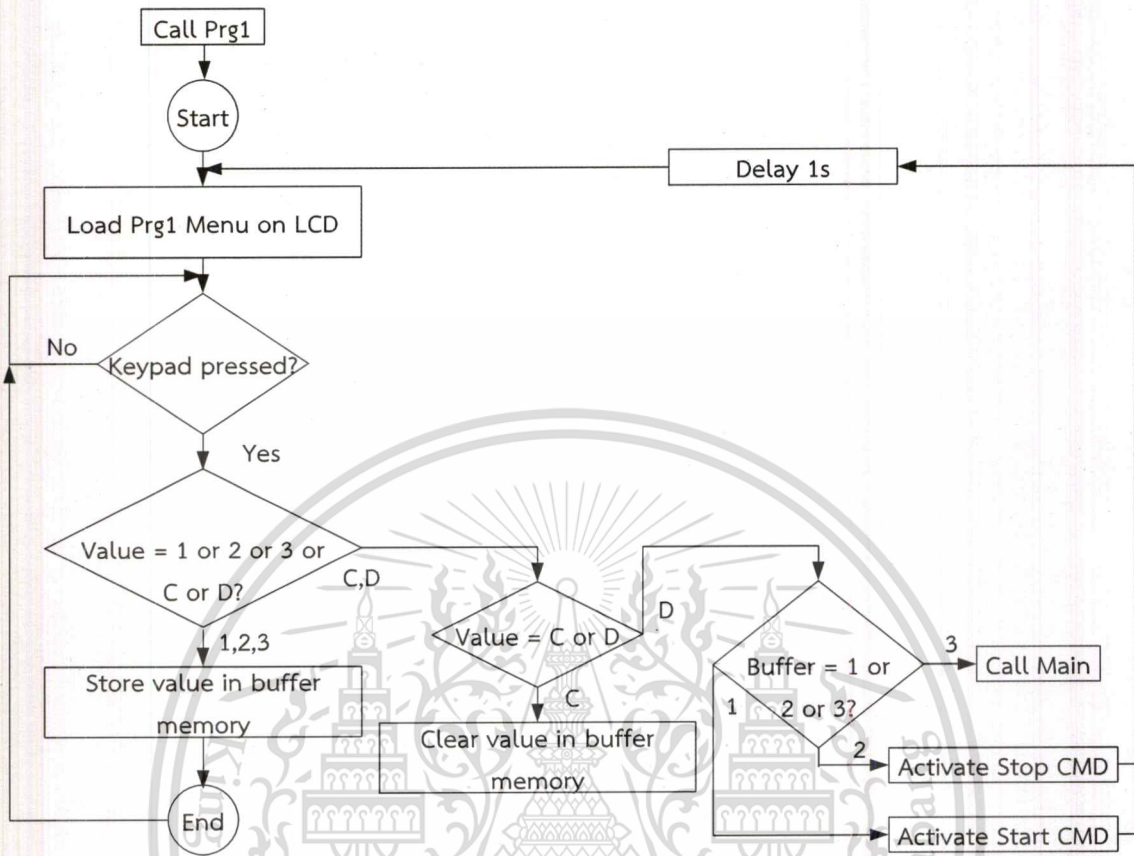 Call Prg1
Start
Delay 1s
Load Prg1 Menu on LCD
No
Keypad pressed?
Yes
Value = 1 or 2 or 3 or
C or D?
C,D
1,2,3
Store value in buffer
memory
End
Value = C or D
D
C
Clear value in buffer
memory
Buffer = 1 or
2 or 3?
3
Call Main
1
2
Activate Stop CMD
Activate Start CMD